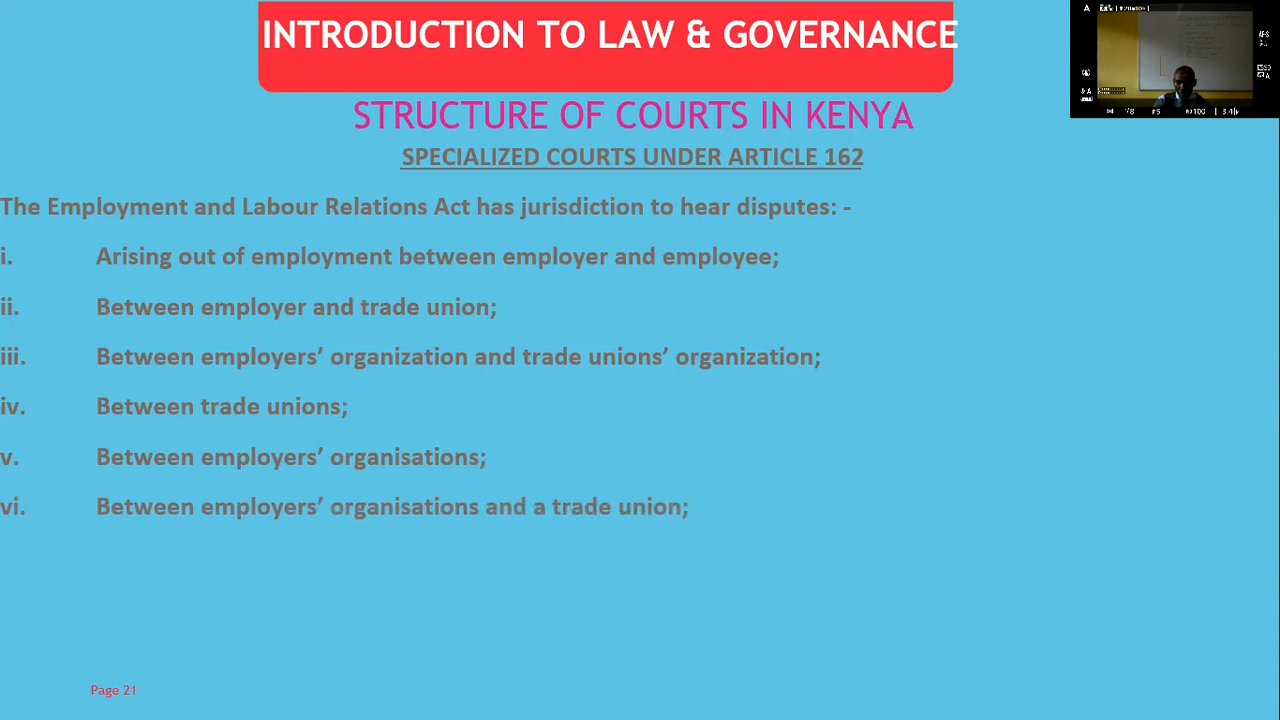 INTRODUCTION TO LAW & GOVERNANCE
STRUCTURE OF COURTS IN KENYA
SPECIALIZED COURTS UNDER ARTICLE 162
The Employment and Labour Relations Act has jurisdiction to hear disputes: -
i. Arising out of employment between employer and employee;
ii. Between employer and trade union;
iii. Between employers’ organization and trade unions’ organization;
iv. Between trade unions;
v. Between employers’ organisations;
vi. Between employers’ organisations and a trade union;
Page 21